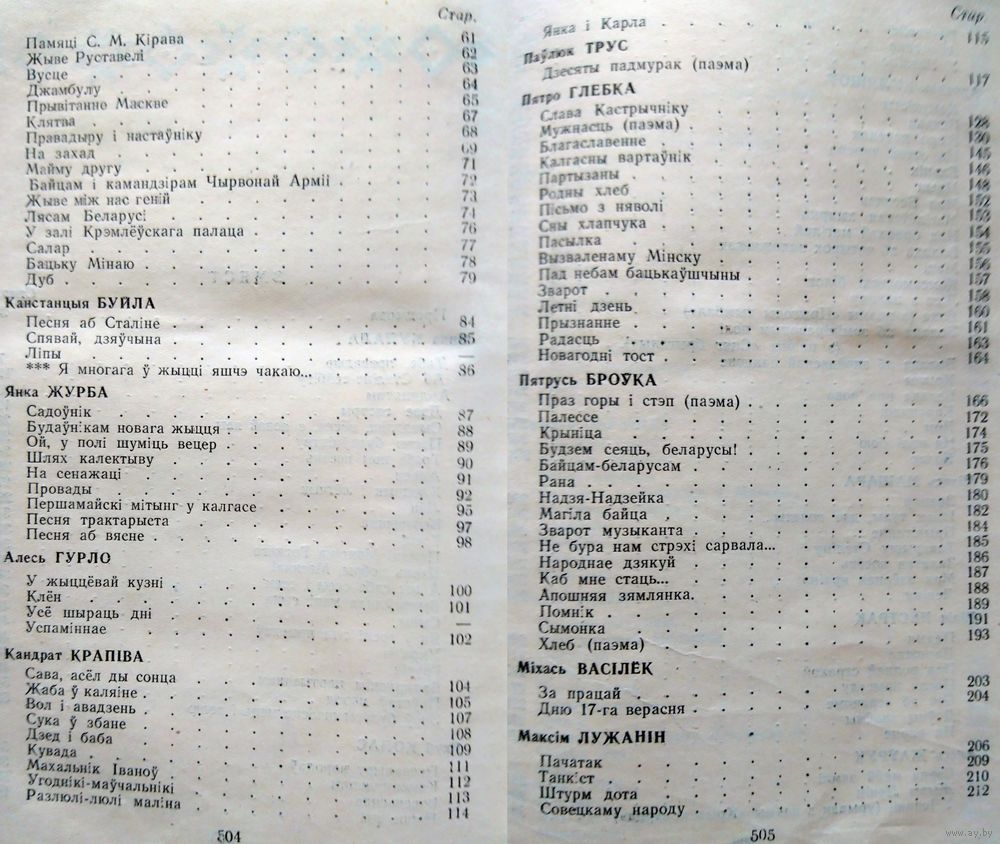 Стар.
Памяці С. М. Кірава . . . 61
Жыве Руставелі . . . 62
Вусце . . . 63
Джамбулу . . . 64
Прывітанне Маскве . . . 65
Клятва . . . 67
Правадыру і настаўніку . . . 68
На захад . . . 69
Майму другу . . . 71
Байцам і камандзірам Чырвонай Арміі . . . 72
Жыве між нас геній . . . 73
Лясам Беларусі . . . 74
У залі Крэмлёўскага палаца . . . 76
Салар . . . 77
Бацьку Мінаю . . . 78
Дуб . . . 79
Канстанцыя БУЙЛА
Песня аб Сталіне . . . 84
Спявай, дзяўчына . . . 85
Ліпы . . . —
*** Я многага ў жыцці яшчэ чакаю... . . . 86
Янка ЖУРБА
Садоўнік . . . 87
Будаўнікам новага жыцця . . . 88
Ой, у полі шуміць вецер . . . 89
Шлях калектыву . . . 90
На сенажаці . . . 91
Провады . . . 92
Першамайскі мітынг у калгасе . . . 95
Песня трактарыста . . . 97
Песня аб вясне . . . 98
Алесь ГУРЛО
У жыццёвай кузні . . . 100
Клён . . . 101
Усё шыраць дні . . . —
Успаміннае . . . 102
Кандрат КРАПІВА
Сава, асёл ды сонца . . . 104
Жаба ў каляіне . . . 105
Вол і авадзень . . . 107
Сука ў збане . . . 108
Дзед і баба . . . 109
Кувада . . . 111
Махальнік Іваноў . . . 112
Угоднікі-маўчальнікі . . . 113
Разлюлі-люлі маліна . . . 114
504
Стар.
Янка і Карла . . . 115
Паўлюк ТРУС
Дзесяты падмурак (паэма) . . . 117
Пятро ГЛЕБКА
Слава Кастрычніку . . . 128
Мужнасць (паэма) . . . 130
Благаславенне . . . 145
Калгасны вартаўнік . . . 146
Партызаны . . . 148
Родны хлеб . . . 152
Пісьмо з няволі . . . 153
Сны хлапчука . . . 154
Пасылка . . . 155
Вызваленаму Мінску . . . 156
Пад небам бацькаўшчыны . . . 157
Зварот . . . 158
Летні дзень . . . 160
Прызнанне . . . 161
Радасць . . . 163
Новагодні тост . . . 164
Пятрусь БРОЎКА
Праз горы і стэп (паэма) . . . 166
Палессе . . . 172
Крыніца . . . 174
Будзем сеяць, беларусы! . . . 175
Байцам-беларусам . . . 176
Рана . . . 179
Надзя-Надзейка . . . 180
Магіла байца . . . 182
Зварот музыканта . . . 184
Не бура нам стрэхі сарвала... . . . 185
Народнае дзякуй . . . 186
Каб мне стаць... . . . 187
Апошняя зямлянка. . . . 188
Помнік . . . 189
Сымонка . . . 191
Хлеб (паэма) . . . 193
Міхась ВАСІЛЁК
За працай . . . 203
Дню 17-га верасня . . . 204
Максім ЛУЖАНІН
Пачатак . . . 206
Танкіст . . . 209
Штурм дота . . . 210
Совецкаму народу . . . 212
505
www.ay.by